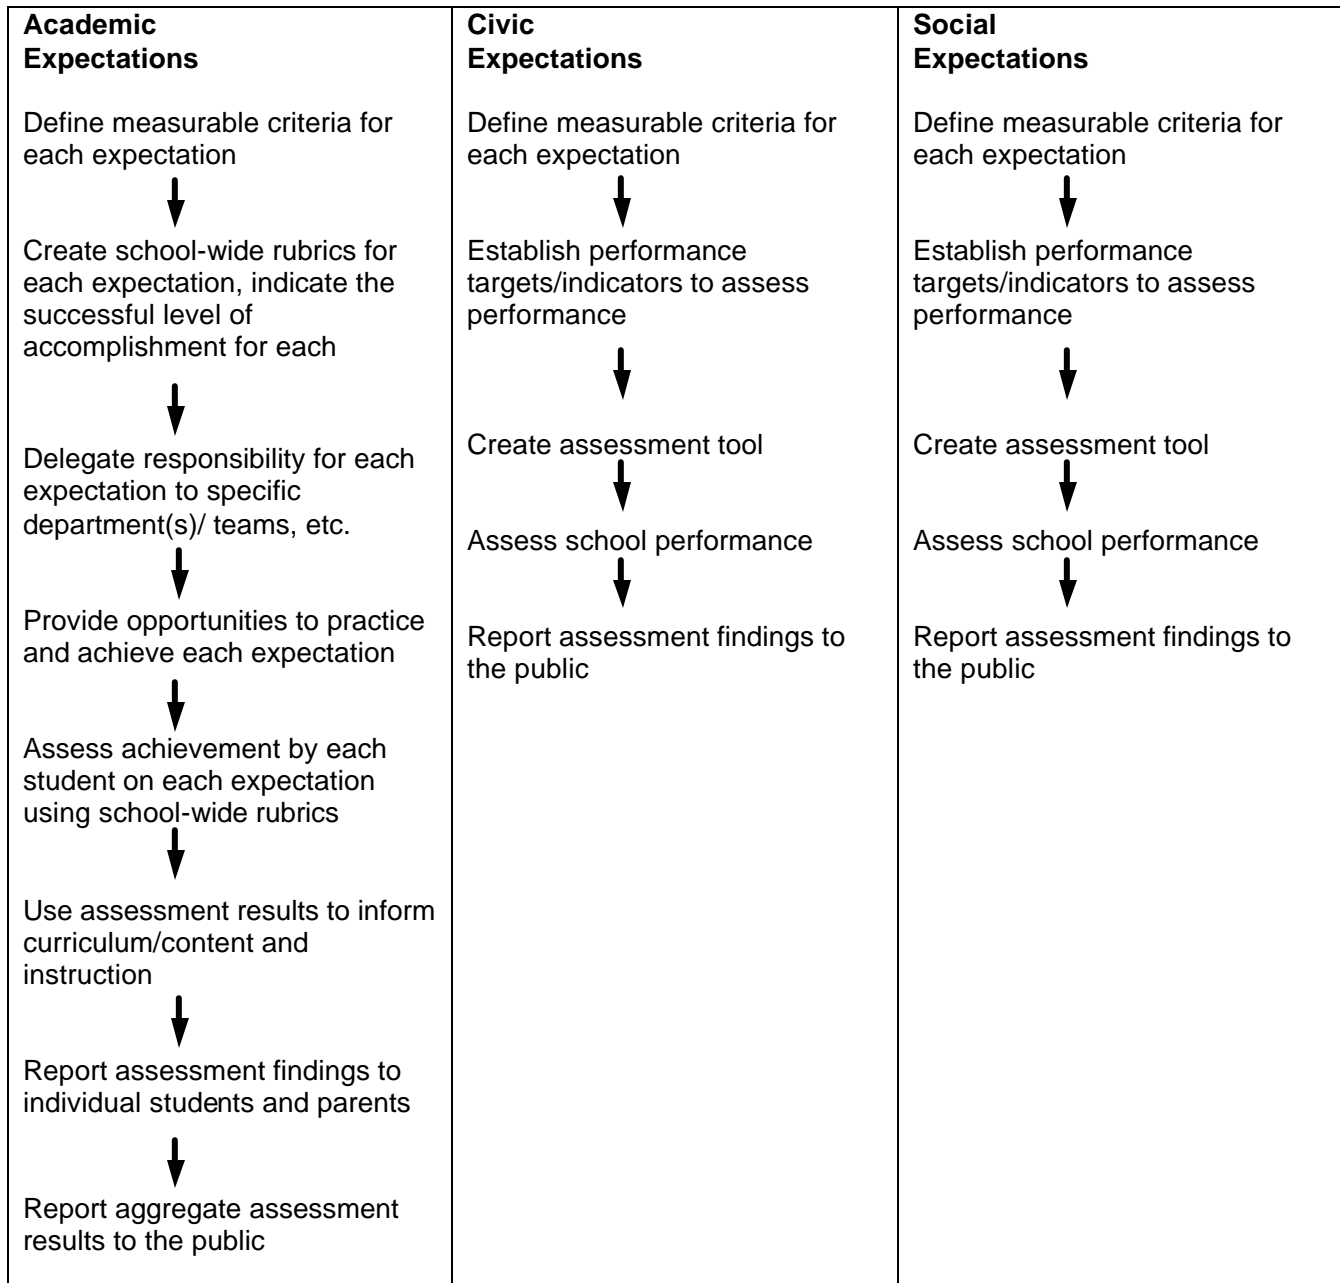 Academic
Expectations
Define measurable criteria for
each expectation
Create school-wide rubrics for
each expectation, indicate the
successful level of
accomplishment for each
Delegate responsibility for each
expectation to specific
department(s)/ teams, etc.
Provide opportunities to practice
and achieve each expectation
Assess achievement by each
student on each expectation
using school-wide rubrics
Use assessment results to inform
curriculum/content and
instruction
Report assessment findings to
individual students and parents
Report aggregate assessment
results to the public
Civic
Expectations
Define measurable criteria for
each expectation
Establish performance
targets/indicators to assess
performance
Create assessment tool
Assess school performance
Report assessment findings to
the public
Social
Expectations
Define measurable criteria for
each expectation
Establish performance
targets/indicators to assess
performance
Create assessment tool
Assess school performance
Report assessment findings to
the public